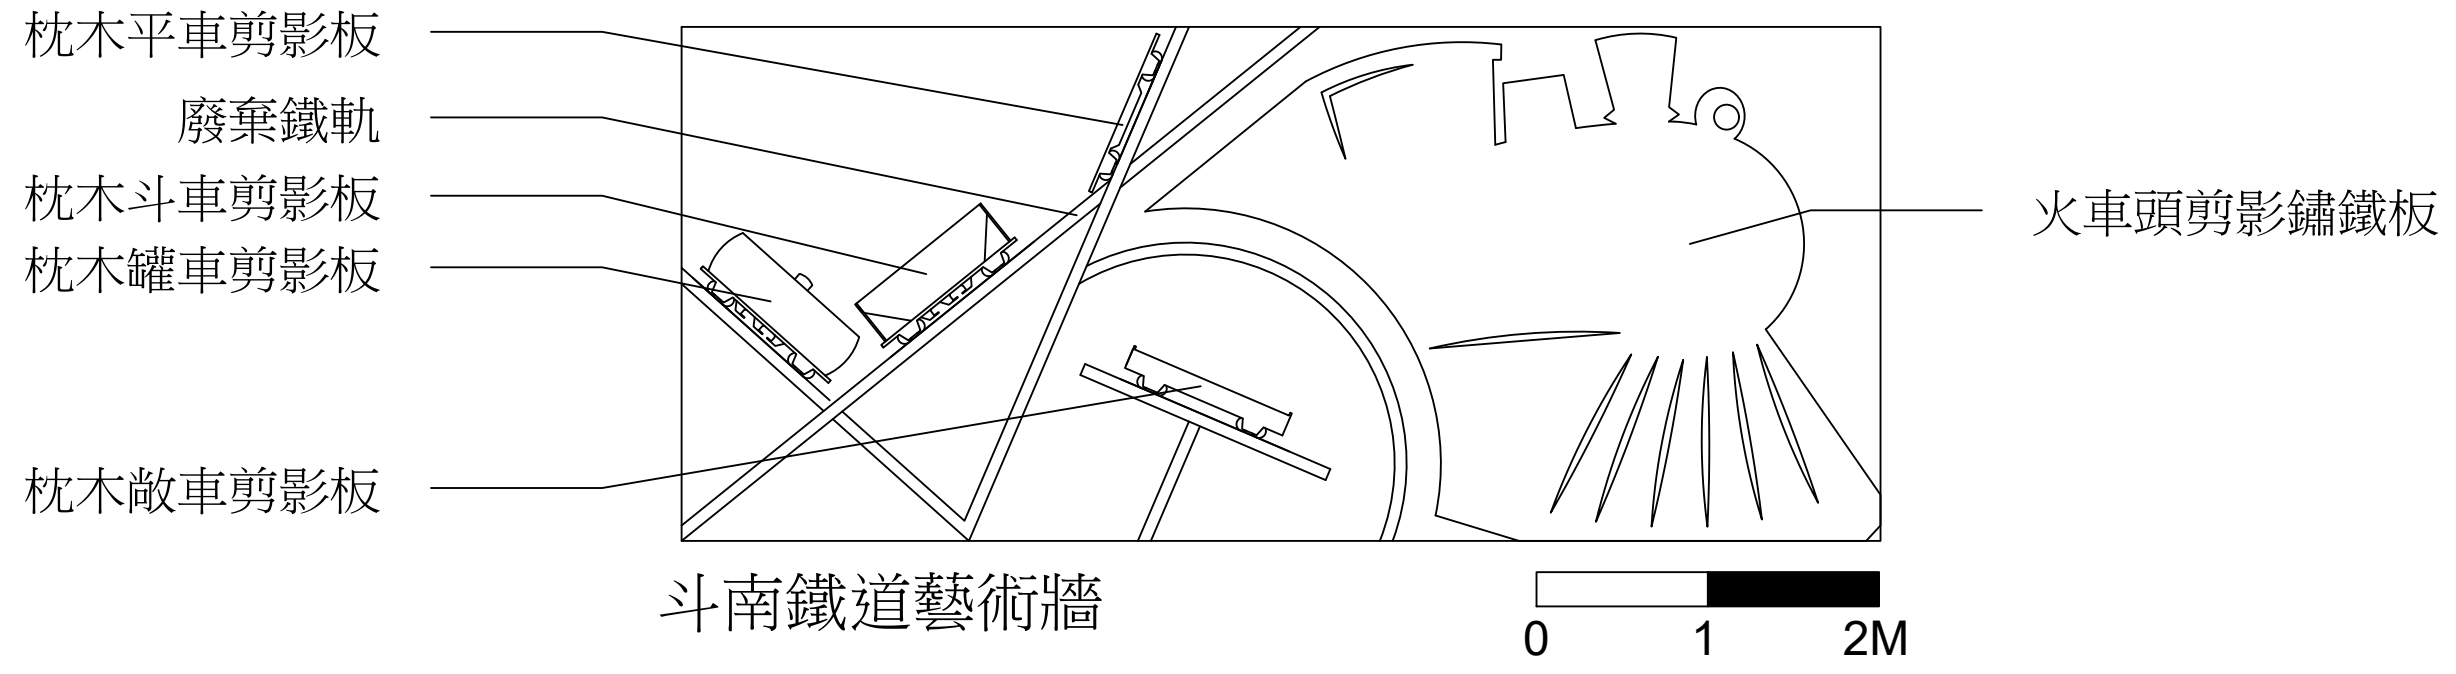 枕木平車剪影板
廢棄鐵軌
枕木斗車剪影板
枕木罐車剪影板
枕木敞車剪影板
火車頭剪影鏽鐵板
斗南鐵道藝術牆
0 1 2M